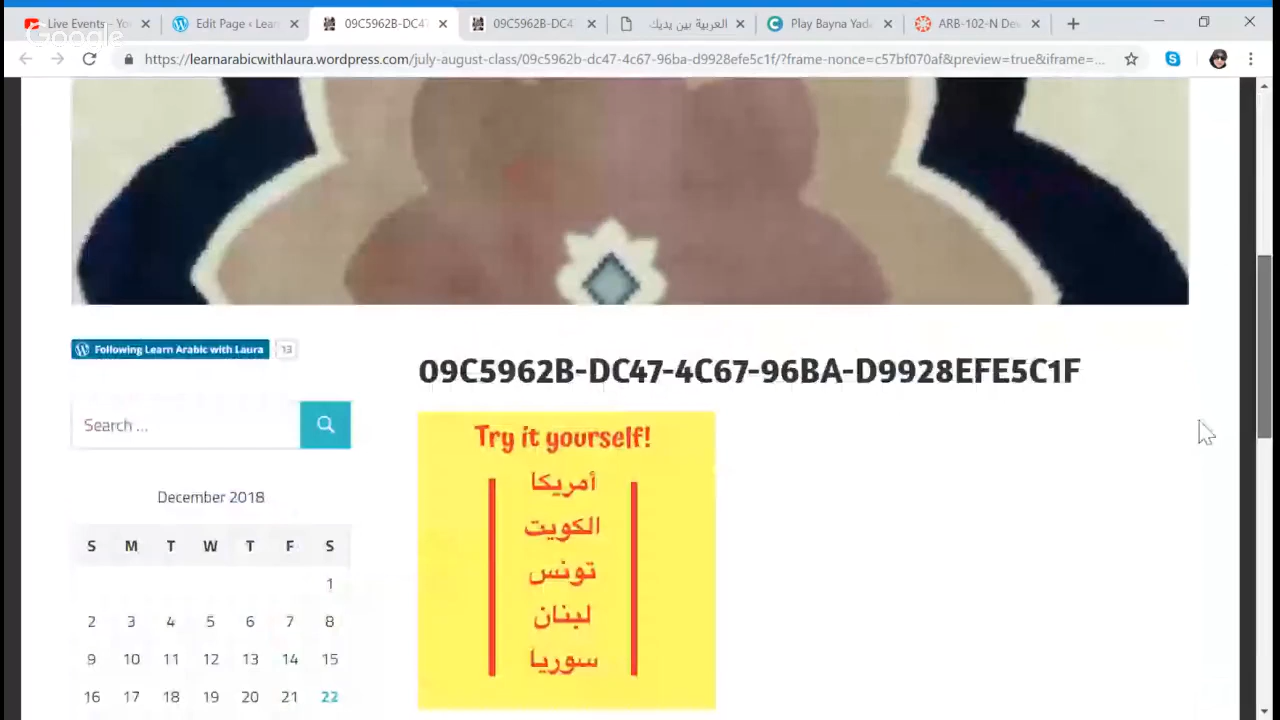 Live Events - Yo
Edit Page ‹ Lear
09C5962B-DC47
09C5962B-DC47
العربية بين يديك
Play Bayna Yada
ARB-102-N De
Google
https://learnarabicwithlaura.wordpress.com/july-august-class/09c5962b-dc47-4c67-96ba-d9928efe5c1f/?frame-nonce=c57bf070af&preview=true&iframe=...
Following Learn Arabic with Laura 13
09C5962B-DC47-4C67-96BA-D9928EFE5C1F
Search ...
Try it yourself!
أمريكا
الكويت
تونس
لبنان
سوريا
December 2018
S M T W T F S
1
2 3 4 5 6 7 8
9 10 11 12 13 14 15
16 17 18 19 20 21 22